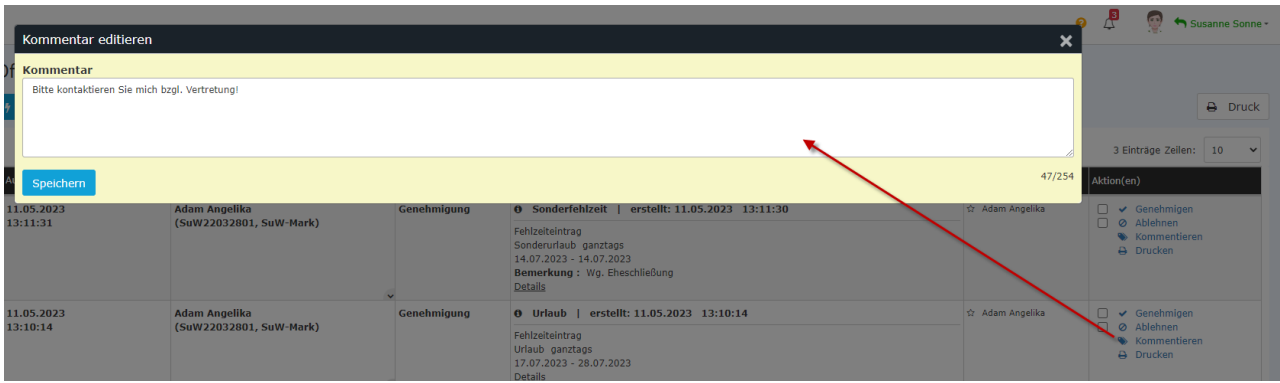 3
Susanne Sonne
Kommentar editieren
Kommentar
Bitte kontaktieren Sie mich bzgl. Vertretung!
Druck
3 Einträge Zeilen: 10
47/254
Speichern
Aktion(en)
11.05.2023
13:11:31
Adam Angelika
(SuW22032801, SuW-Mark)
Genehmigung
Sonderfehlzeit | erstellt: 11.05.2023 13:11:30
Fehlzeiteintrag
Sonderurlaub ganztags
14.07.2023 - 14.07.2023
Bemerkung : Wg. Eheschließung
Details
Adam Angelika
Genehmigen
Ablehnen
Kommentieren
Drucken
11.05.2023
13:10:14
Adam Angelika
(SuW22032801, SuW-Mark)
Genehmigung
Urlaub | erstellt: 11.05.2023 13:10:14
Fehlzeiteintrag
Urlaub ganztags
17.07.2023 - 28.07.2023
Details
Adam Angelika
Genehmigen
Ablehnen
Kommentieren
Drucken